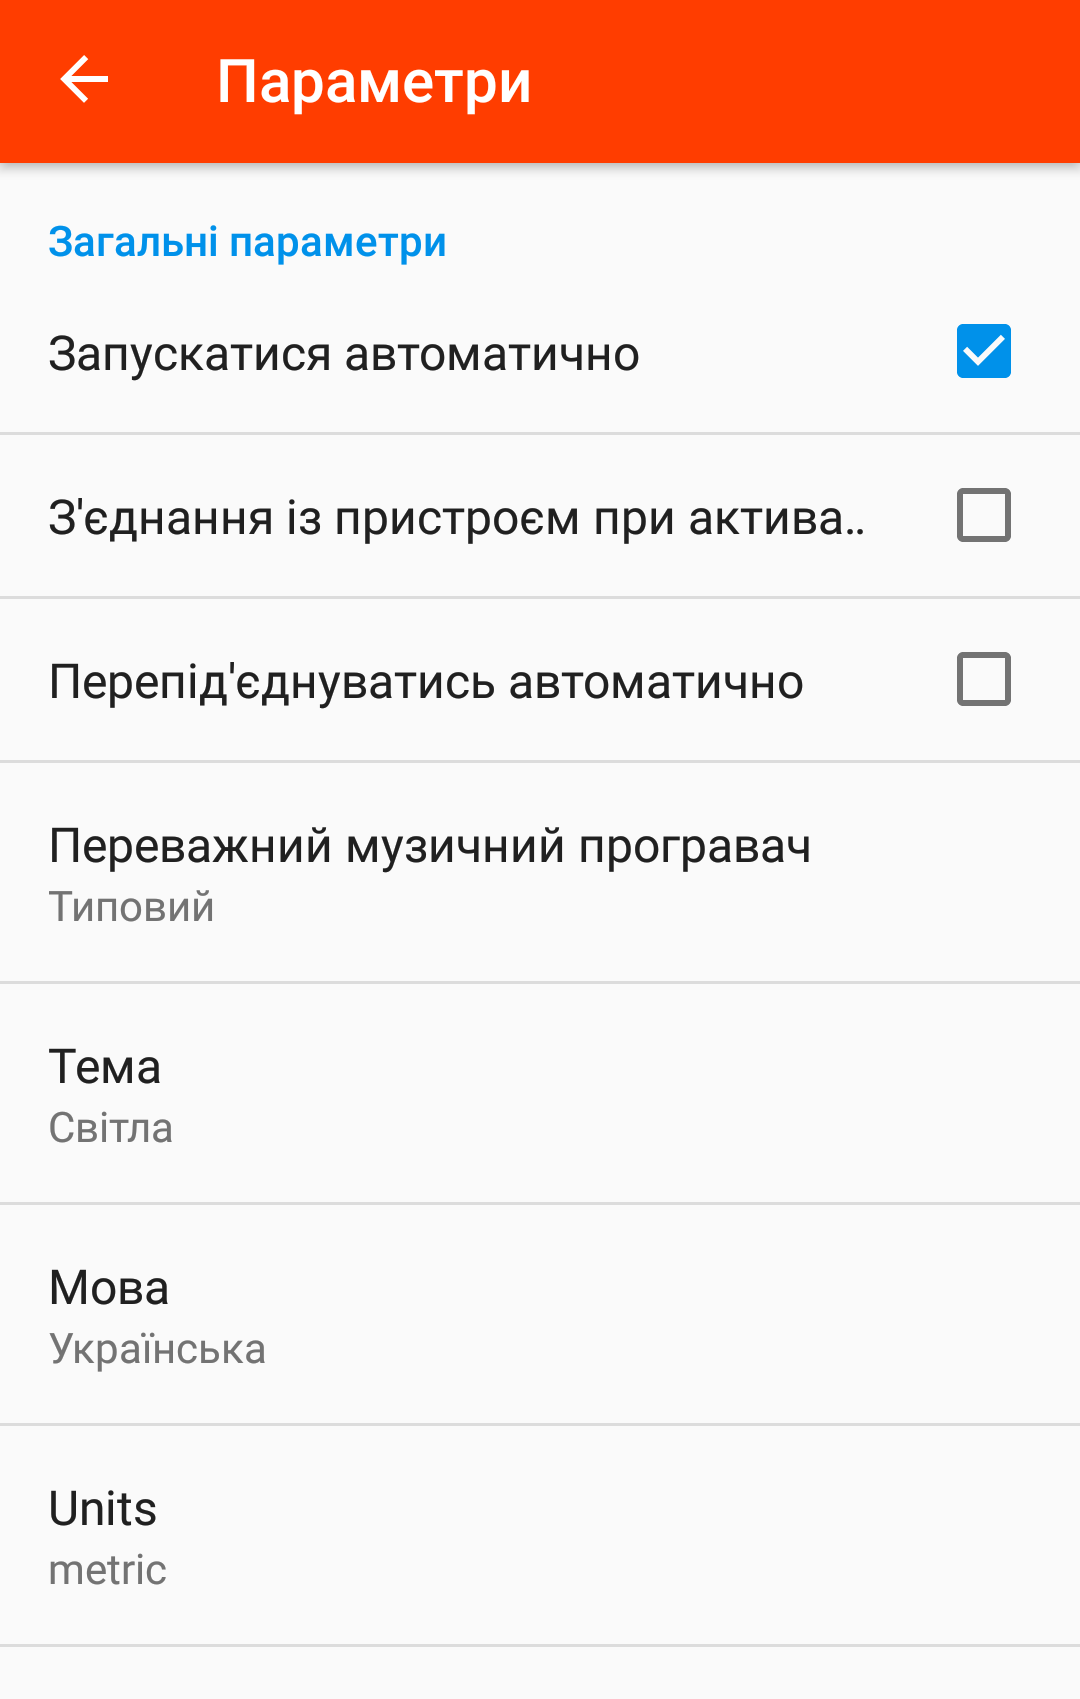 Параметри
Загальні параметри
Запускатися автоматично
З'єднання із пристроєм при актива..
Перепід'єднуватись автоматично
Переважний музичний програвач
Типовий
Тема
Світла
Мова
Українська
Units
metric